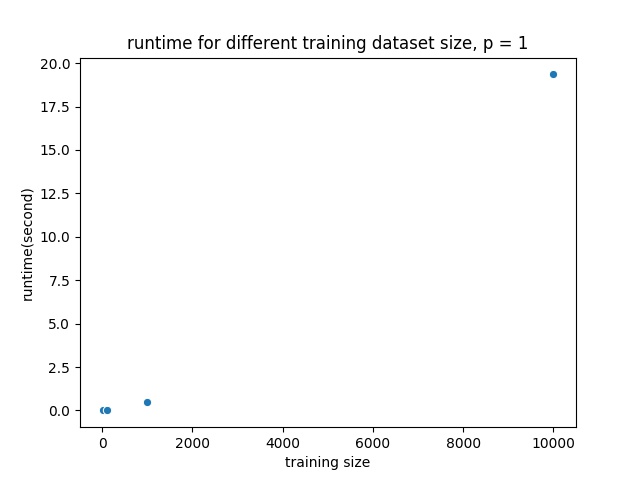 runtime for different training dataset size, p = 1
20.0
17.5
15.0
12.5
10.0
7.5
5.0
2.5
0.0
runtime(second)
0 2000 4000 6000 8000 10000
training size